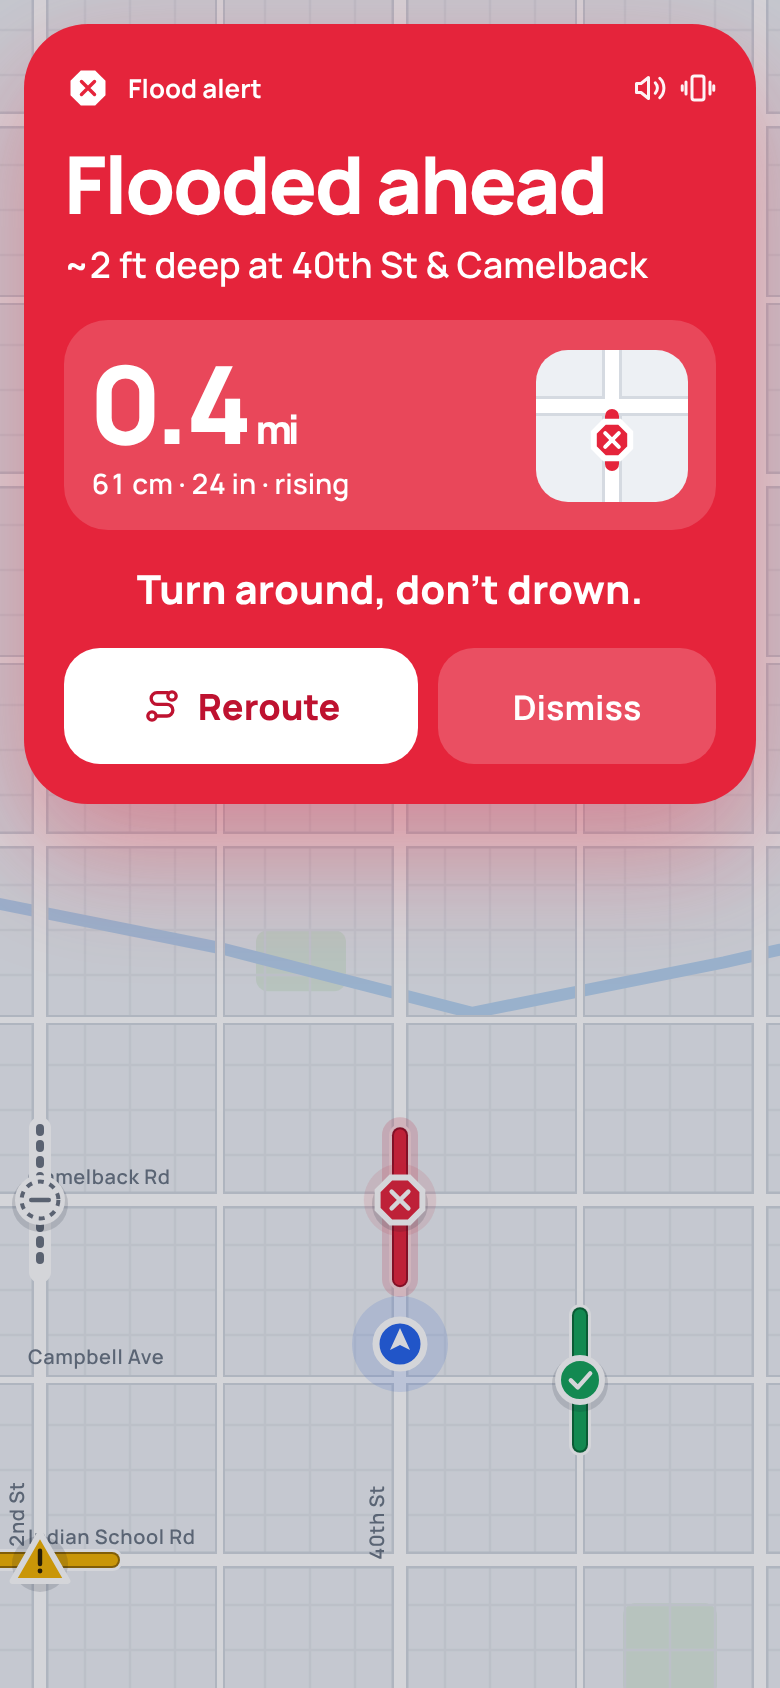 Flood alert
Flooded ahead
~2 ft deep at 40th St & Camelback
0.4 mi
61 cm · 24 in · rising
Turn around, don’t drown.
Reroute
Dismiss
melback Rd
Campbell Ave
2nd St
dian School Rd
40th St